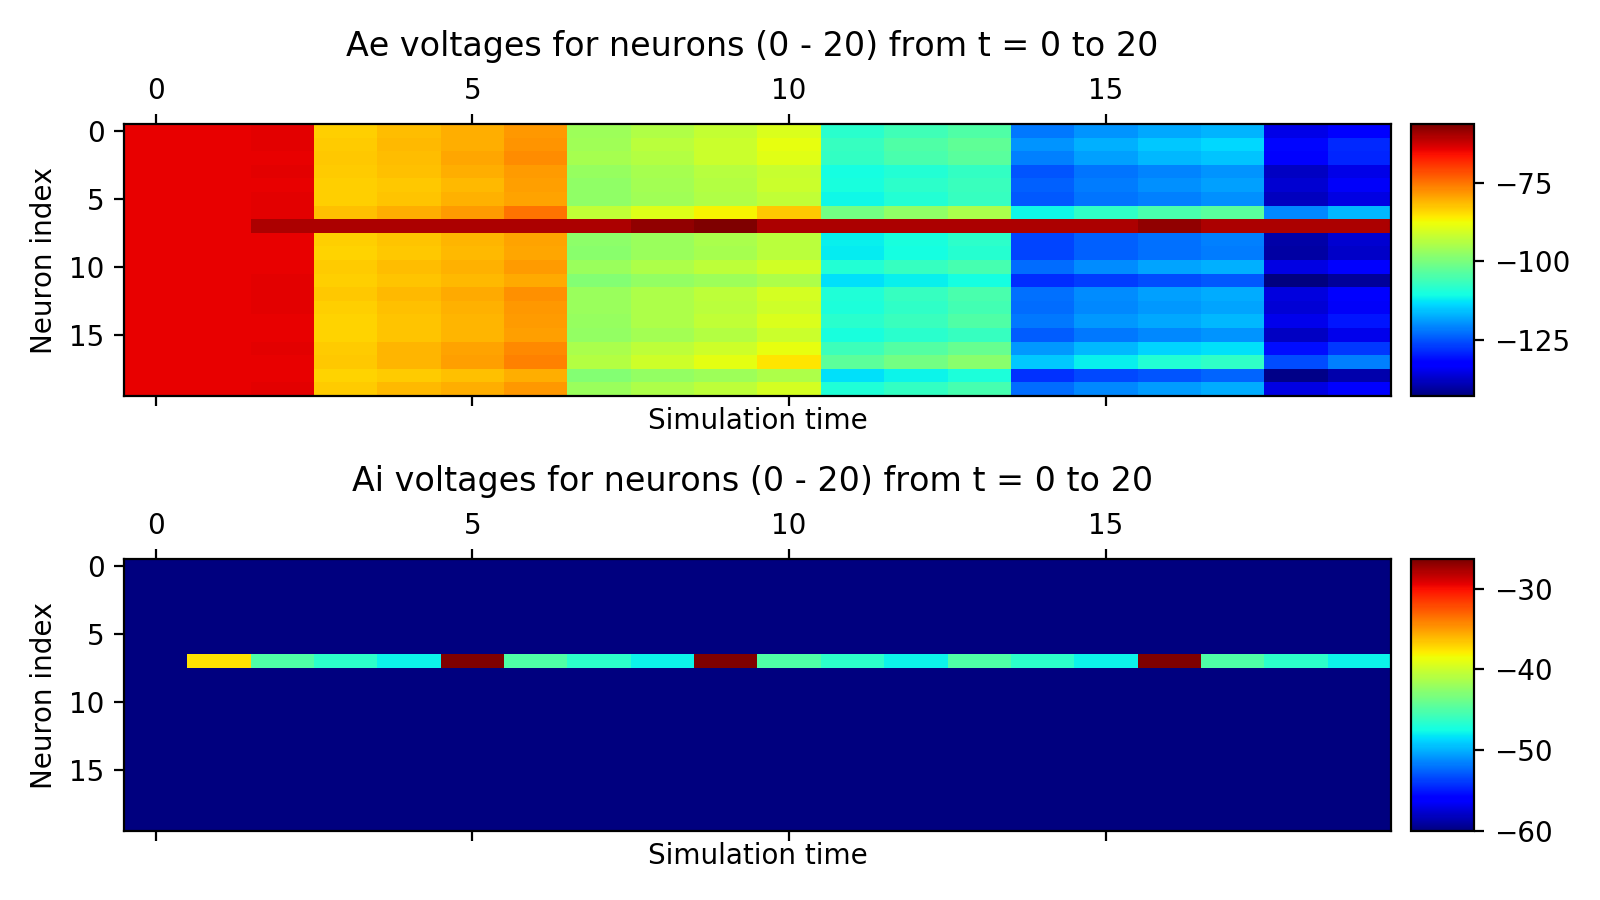 Ae voltages for neurons (0 - 20) from t = 0 to 20
0 5 10 15
Neuron index
0
5
10
15
Simulation time
−75
−100
−125
Ai voltages for neurons (0 - 20) from t = 0 to 20
0 5 10 15
Neuron index
0
5
10
15
Simulation time
−30
−40
−50
−60